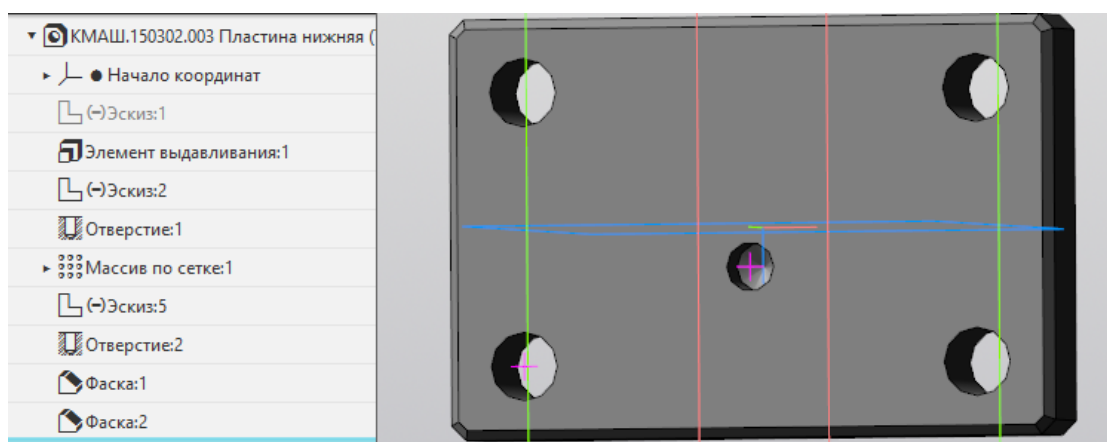 КМАШ.150302.003 Пластина нижняя (
Начало координат
(-)Эскиз:1
Элемент выдавливания:1
(-)Эскиз:2
Отверстие:1
Массив по сетке:1
(-)Эскиз:5
Отверстие:2
Фаска:1
Фаска:2